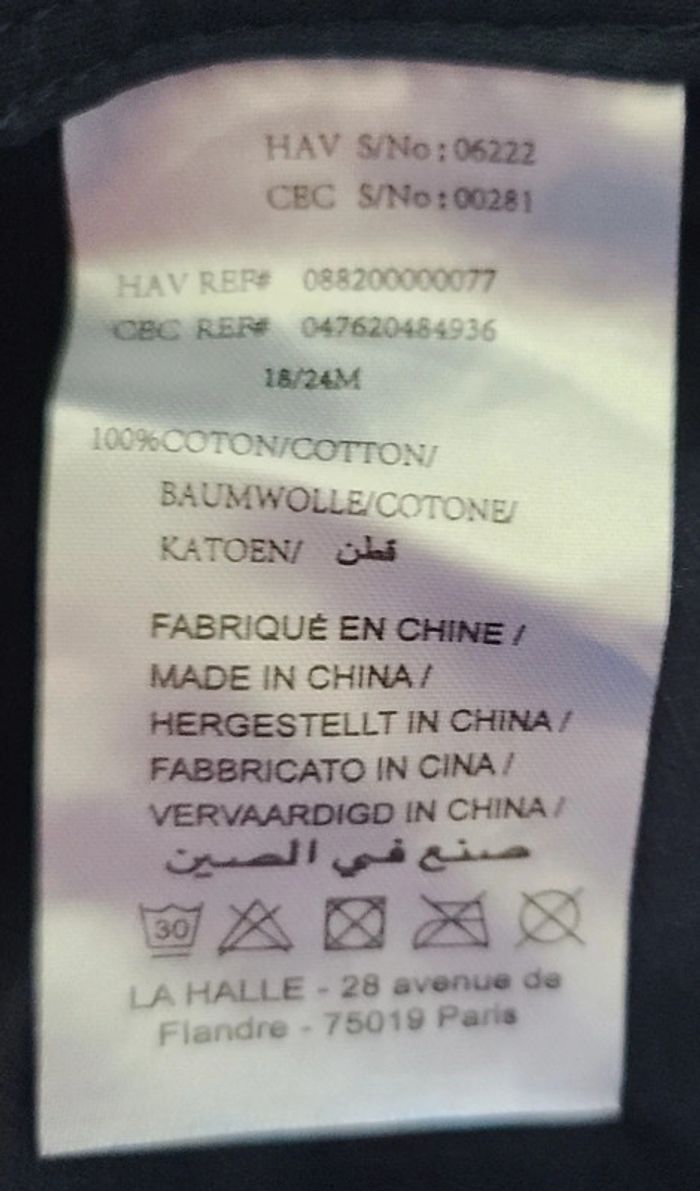 HAV S/No:06222
CEC S/No:00281
HAV REF# 088200000077
CEC REF# 047620484936
18/24M
100%COTON/COTTON/
BAUMWOLLE/COTONE/
KATOEN/ قطن
FABRIQUÉ EN CHINE /
MADE IN CHINA /
HERGESTELLT IN CHINA /
FABBRICATO IN CINA /
VERVAARDIGD IN CHINA /
صنع في الصين
30
LA HALLE - 28 avenue de
Flandre - 75019 Paris